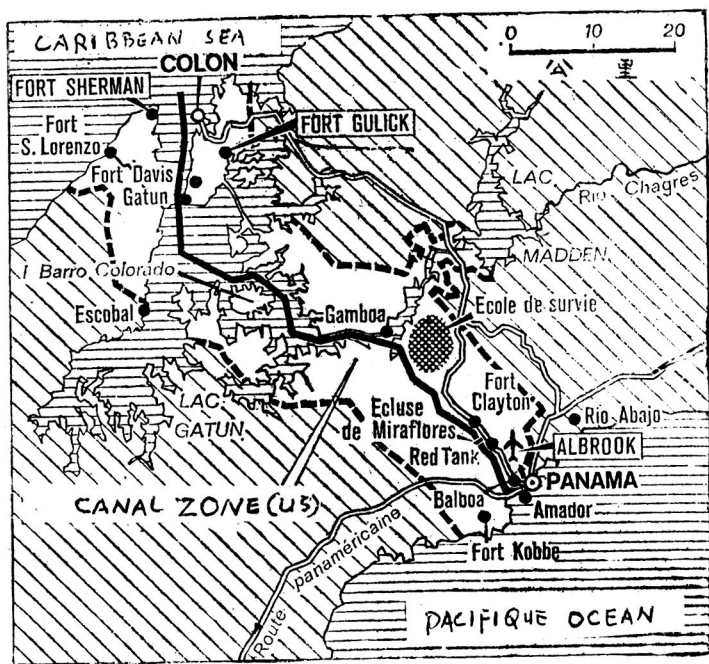 CARIBBEAN SEA
0 10 20
公 里
COLON
FORT SHERMAN
Fort
S. Lorenzo
FORT GULICK
Fort Davis
Gatun
LAC
MADDEN
Rio Chagres
I Barro Colorado
Escobal
Gamboa
Ecole de survie
LAC
GATUN
Fort
Clayton
Ecluse
de Miraflores
Red Tank
Rio Abajo
ALBROOK
CANAL ZONE (US)
PANAMA
Balboa
Amador
Fort Kobbe
Route panaméricaine
PACIFIQUE OCEAN